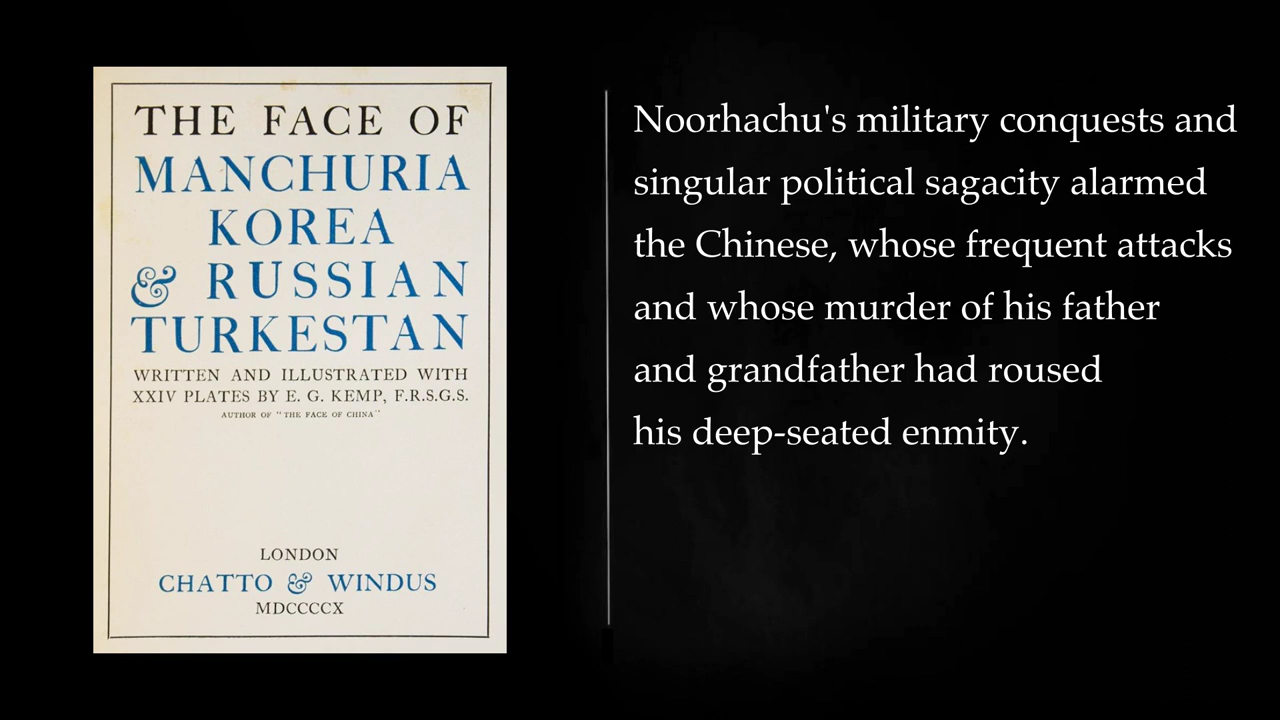 THE FACE OF
MANCHURIA
KOREA
& RUSSIAN
TURKESTAN
WRITTEN AND ILLUSTRATED WITH
XXIV PLATES BY E. G. KEMP, F.R.S.G.S.
AUTHOR OF "THE FACE OF CHINA"
LONDON
CHATTO & WINDUS
MDCCCCX
Noorhachu's military conquests and
singular political sagacity alarmed
the Chinese, whose frequent attacks
and whose murder of his father
and grandfather had roused
his deep-seated enmity.